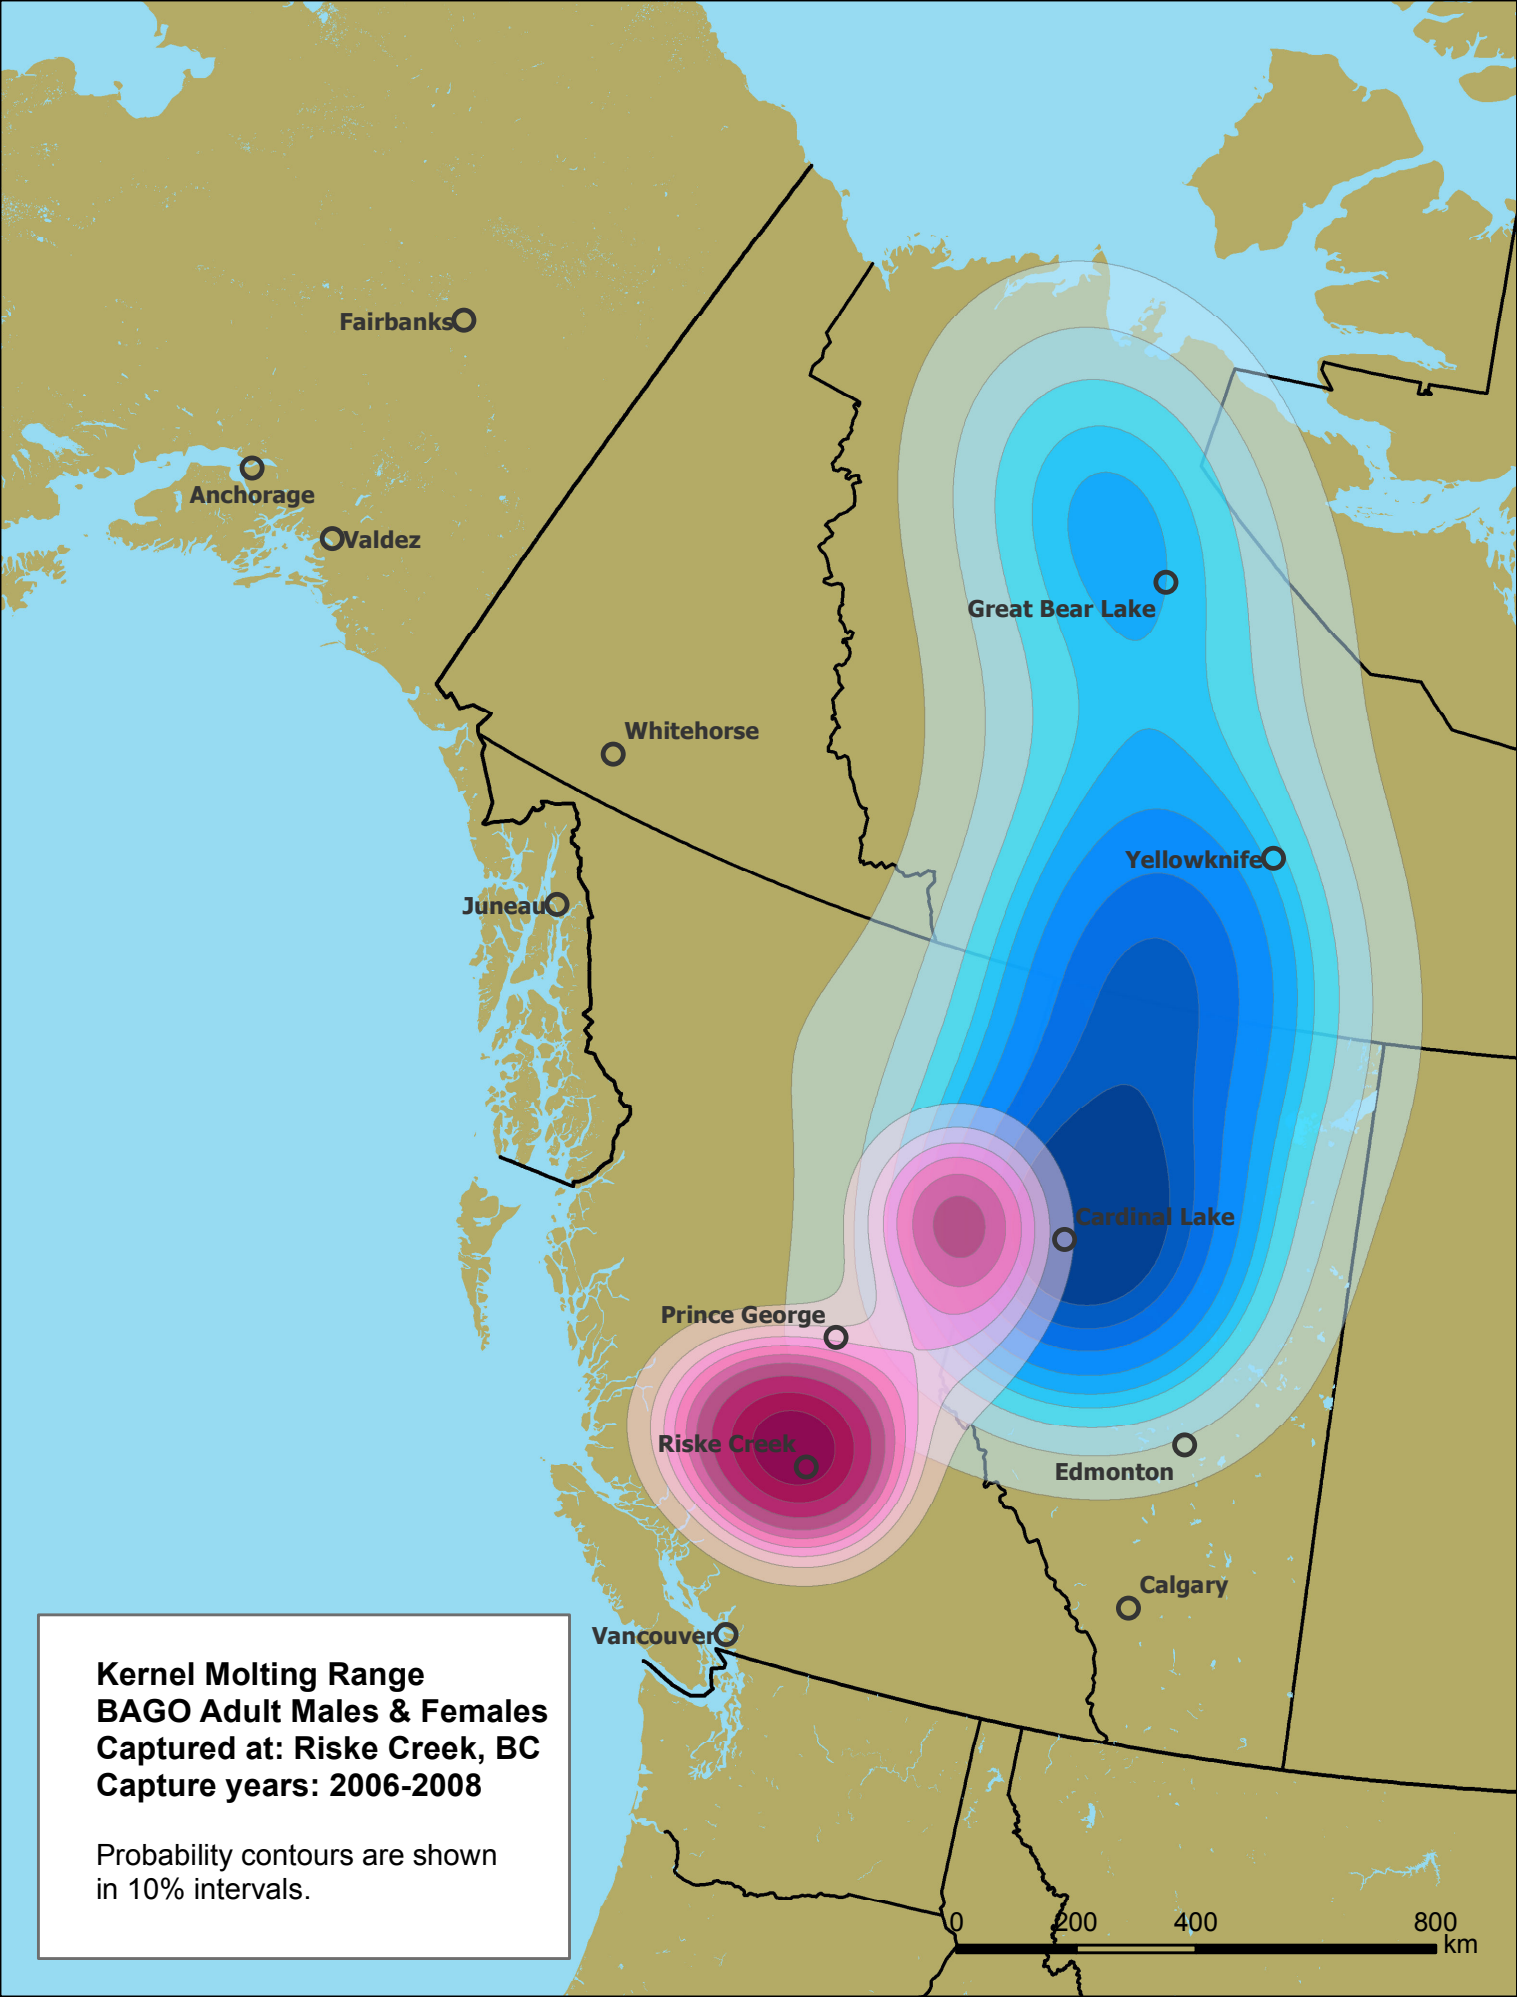 Fairbanks
Anchorage
Valdez
Great Bear Lake
Whitehorse
Yellowknife
Juneau
Cardinal Lake
Prince George
Riske Creek
Edmonton
Calgary
Vancouver
Kernel Molting Range
BAGO Adult Males & Females
Captured at: Riske Creek, BC
Capture years: 2006-2008
Probability contours are shown
in 10% intervals.
0 200 400 800
km